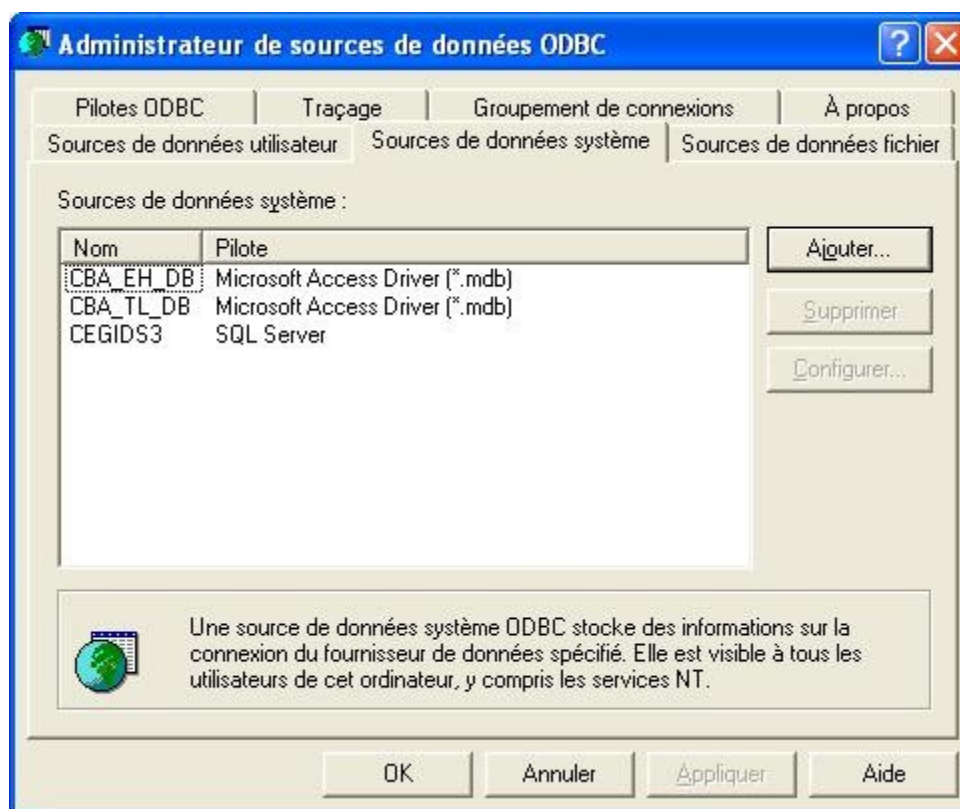 Administrateur de sources de données ODBC
Pilotes ODBC Traçage Groupement de connexions À propos
Sources de données utilisateur Sources de données système Sources de données fichier
Sources de données système :
Nom Pilote
CBA_EH_DB Microsoft Access Driver (*.mdb)
CBA_TL_DB Microsoft Access Driver (*.mdb)
CEGIDS3 SQL Server
Ajouter...
Supprimer
Configurer...
Une source de données système ODBC stocke des informations sur la
connexion du fournisseur de données spécifié. Elle est visible à tous les
utilisateurs de cet ordinateur, y compris les services NT.
OK Annuler Appliquer Aide